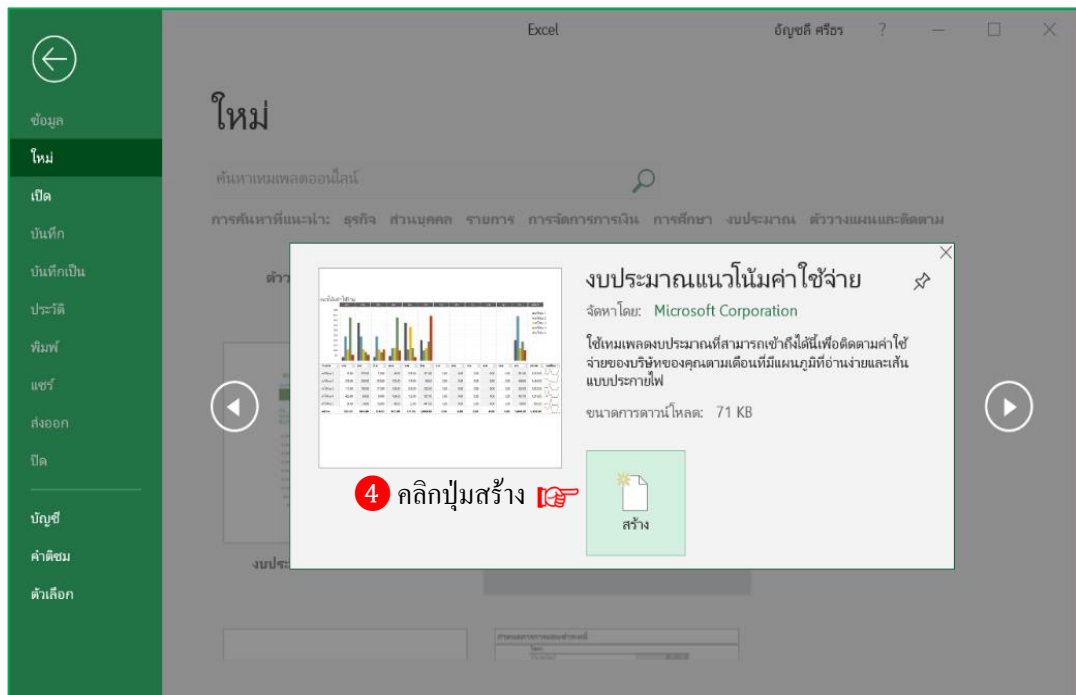 Excel
อัญชลี ศรีธร
?
ใหม่
ข้อมูล
ใหม่
เปิด
บันทึก
บันทึกเป็น
ประวัติ
พิมพ์
แชร์
ส่งออก
ปิด
บัญชี
คำติชม
ตัวเลือก
ค้นหาเทมเพลตออนไลน์
การค้นหาที่แนะนำ: ธุรกิจ ส่วนบุคคล รายการ การจัดการการเงิน การศึกษา งบประมาณ ตัววางแผนและติดตาม
งบประมาณแนวโน้มค่าใช้จ่าย
จัดหาโดย: Microsoft Corporation
ใช้เทมเพลตงบประมาณที่สามารถเข้าถึงได้นี้เพื่อติดตามค่าใช้
จ่ายของบริษัทของคุณตามเดือนที่มีแผนภูมิที่อ่านง่ายและเส้น
แบบประกายไฟ
ขนาดการดาวน์โหลด: 71 KB
4 คลิกปุ่มสร้าง
สร้าง